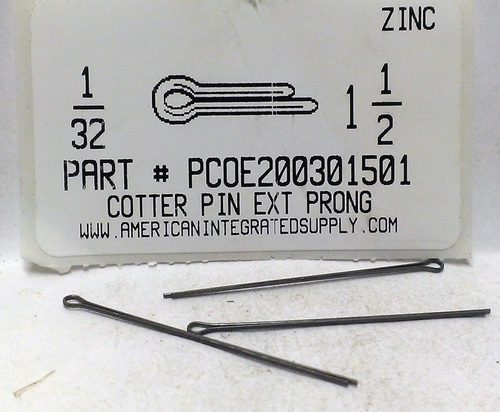 ZINC
1/32 1 1/2
PART # PCOE200301501
COTTER PIN EXT PRONG
WWW.AMERICANINTEGRATEDSUPPLY.COM